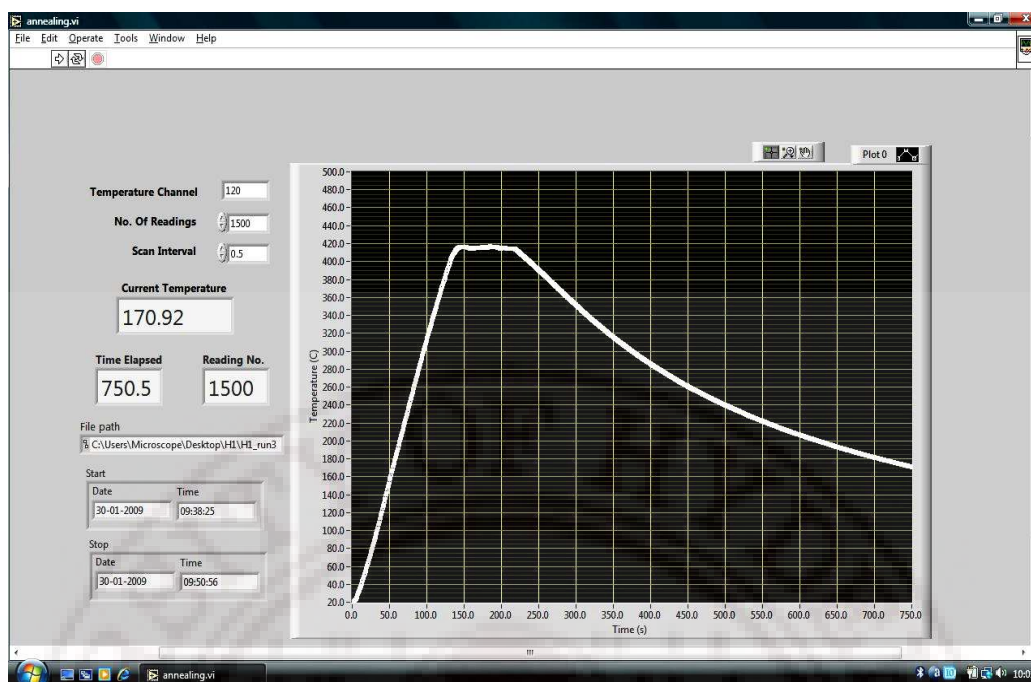 annealing.vi
File Edit Operate Tools Window Help
Plot 0
Temperature Channel 120
No. Of Readings 1500
Scan Interval 0.5
Current Temperature
170.92
Time Elapsed Reading No.
750.5 1500
File path
C:\Users\Microscope\Desktop\H1\H1_run3
Start
Date Time
30-01-2009 09:38:25
Stop
Date Time
30-01-2009 09:50:56
Temperature (C)
500.0
480.0
460.0
440.0
420.0
400.0
380.0
360.0
340.0
320.0
300.0
280.0
260.0
240.0
220.0
200.0
180.0
160.0
140.0
120.0
100.0
80.0
60.0
40.0
20.0
0.0 50.0 100.0 150.0 200.0 250.0 300.0 350.0 400.0 450.0 500.0 550.0 600.0 650.0 700.0 750.0
Time (s)
annealing.vi